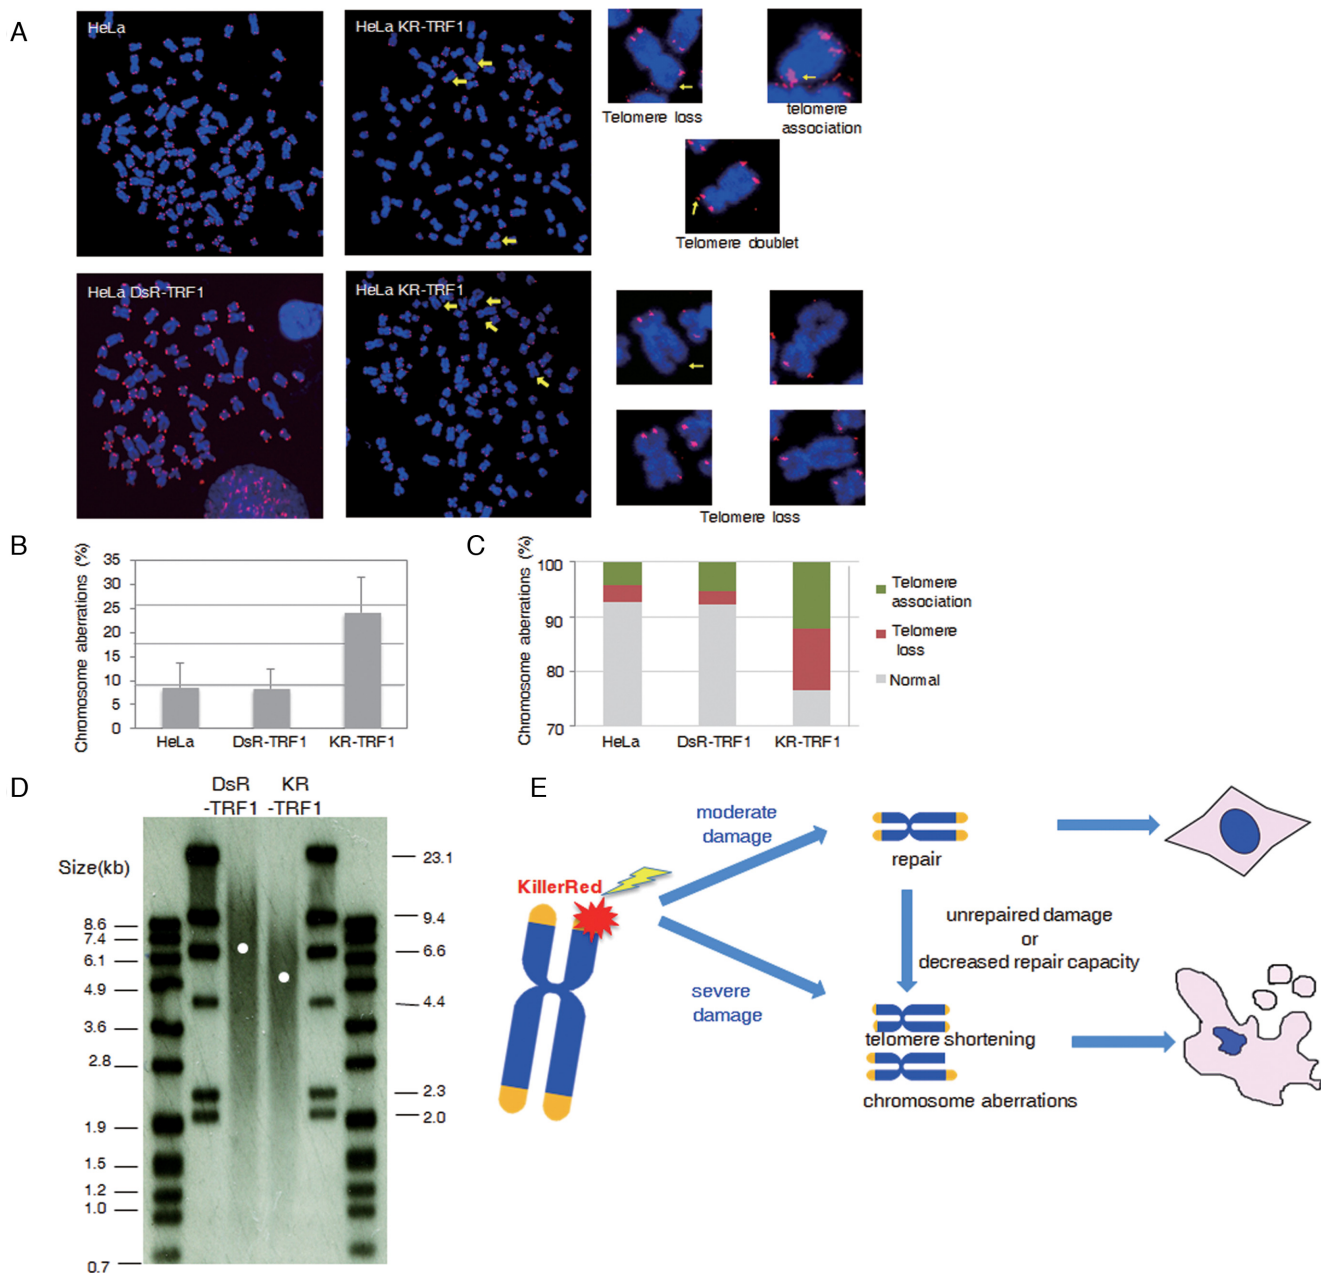 A
HeLa
HeLa KR-TRF1
Telomere loss
telomere
association
Telomere doublet
HeLa DsR-TRF1
HeLa KR-TRF1
Telomere loss
B
Chromosome aberrations (%)
35
30
25
20
15
10
5
0
HeLa
DsR-TRF1
KR-TRF1
C
Chromosome aberrations (%)
100
90
80
70
HeLa
DsR-TRF1
KR-TRF1
Telomere
association
Telomere
loss
Normal
D
DsR
-TRF1
KR
-TRF1
Size(kb)
8.6
7.4
6.1
4.9
3.6
2.8
1.9
1.5
1.2
1.0
0.7
23.1
9.4
6.6
4.4
2.3
2.0
E
KillerRed
moderate
damage
severe
damage
repair
unrepaired damage
or
decreased repair capacity
telomere shortening
chromosome aberrations